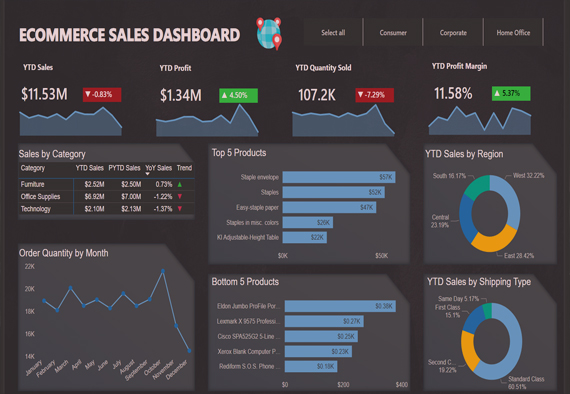 ECOMMERCE SALES DASHBOARD
Select all
Consumer
Corporate
Home Office
YTD Sales
$11.53M
▼ -0.83%
YTD Profit
$1.34M
▲ 4.50%
YTD Quantity Sold
107.2K
▼ -7.29%
YTD Profit Margin
11.58%
▲ 5.37%
Sales by Category
Category YTD Sales PYTD Sales YoY Sales Trend
Furniture $2.52M $2.50M 0.73% ▲
Office Supplies $6.92M $7.00M -1.22% ▼
Technology $2.10M $2.13M -1.37% ▼
Top 5 Products
Staple envelope $57K
Staples $52K
Easy-staple paper $47K
Staples in misc. colors $26K
KI Adjustable-Height Table $22K
$0K $50K
YTD Sales by Region
South 16.17%
West 32.22%
Central
23.19%
East 28.42%
Order Quantity by Month
22K
20K
18K
16K
14K
January
February
March
April
May
June
July
August
September
October
November
December
Bottom 5 Products
Eldon Jumbo ProFile Por... $0.38K
Lexmark X 9575 Professi... $0.27K
Cisco SPA525G2 5-Line ... $0.25K
Xerox Blank Computer P... $0.23K
Rediform S.O.S. Phone ... $0.18K
$0 $200 $400
YTD Sales by Shipping Type
Same Day 5.17%
First Class
15.1%
Second C...
19.22%
Standard Class
60.51%